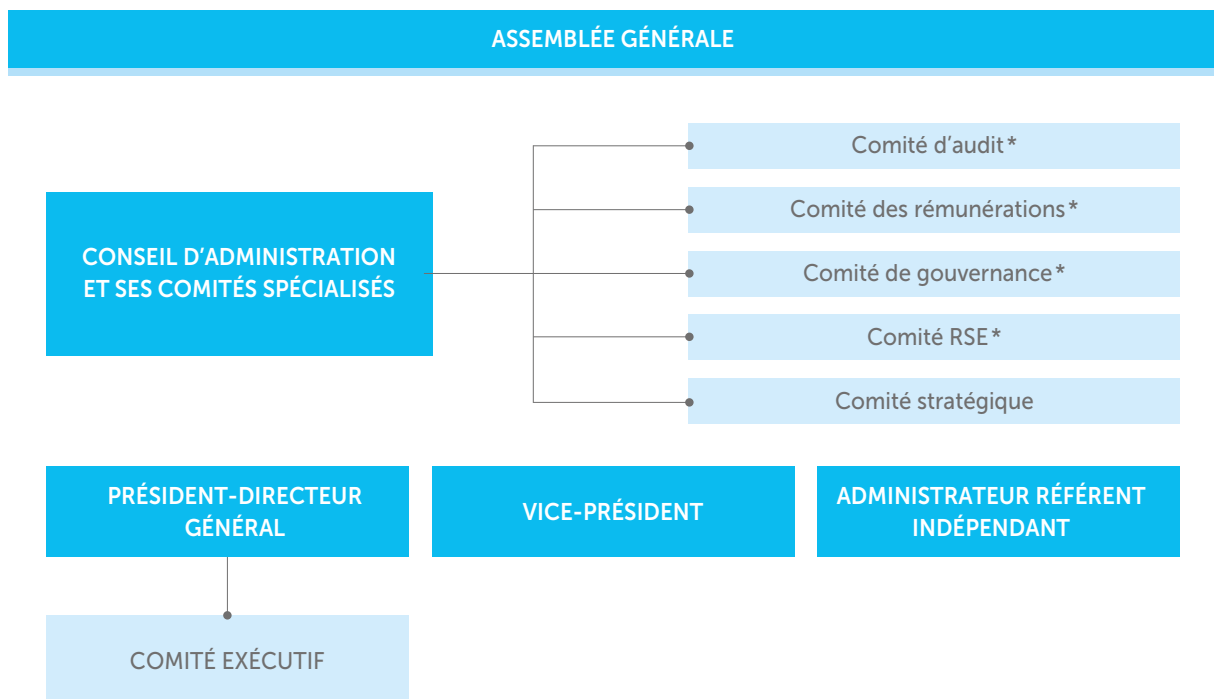 ASSEMBLÉE GÉNÉRALE
CONSEIL D’ADMINISTRATION
ET SES COMITÉS SPÉCIALISÉS
Comité d’audit*
Comité des rémunérations*
Comité de gouvernance*
Comité RSE*
Comité stratégique
PRÉSIDENT-DIRECTEUR
GÉNÉRAL
VICE-PRÉSIDENT
ADMINISTRATEUR RÉFÉRENT
INDÉPENDANT
COMITÉ EXÉCUTIF